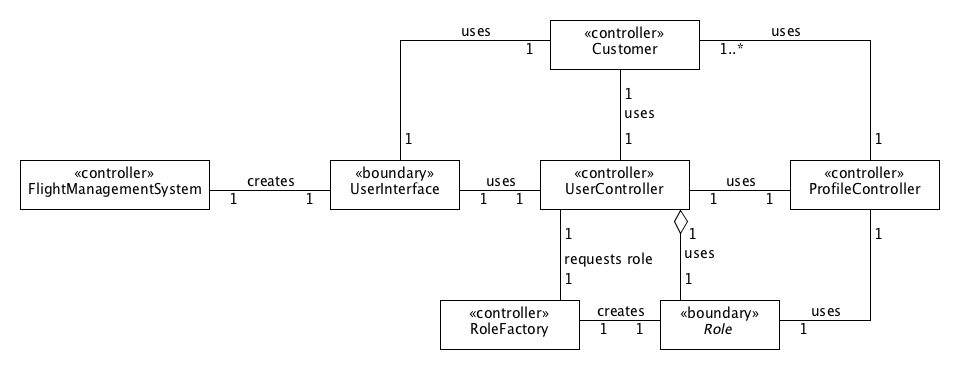 uses
«controller»
Customer
uses
1
1..*
1
uses
1
1
1
«controller»
FlightManagementSystem
creates
1
1
«boundary»
UserInterface
uses
1
1
«controller»
UserController
uses
1
1
«controller»
ProfileController
1
requests role
1
1
uses
1
1
«controller»
RoleFactory
creates
1
1
«boundary»
Role
uses
1